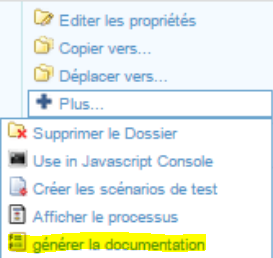 Editer les propriétés
Copier vers...
Déplacer vers...
Plus...
Supprimer le Dossier
Use in Javascript Console
Créer les scénarios de test
Afficher le processus
générer la documentation